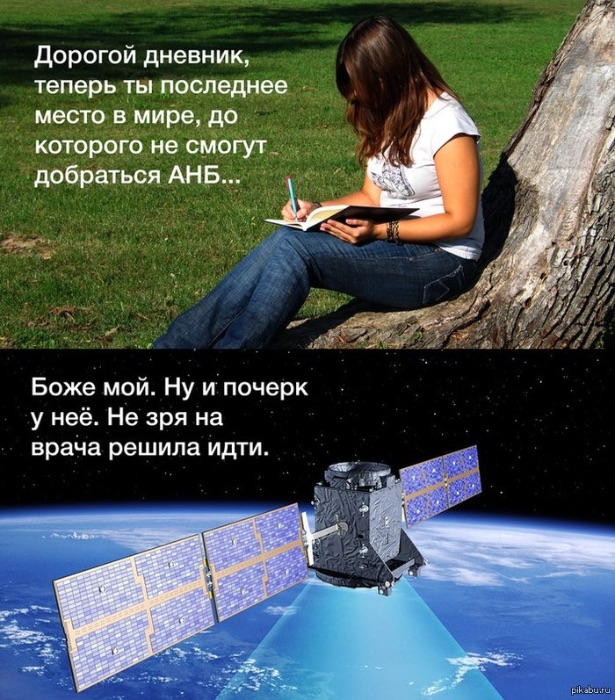 Дорогой дневник,
теперь ты последнее
место в мире, до
которого не смогут
добраться АНБ...
Боже мой. Ну и почерк
у неё. Не зря на
врача решила идти.
pikabu.ru